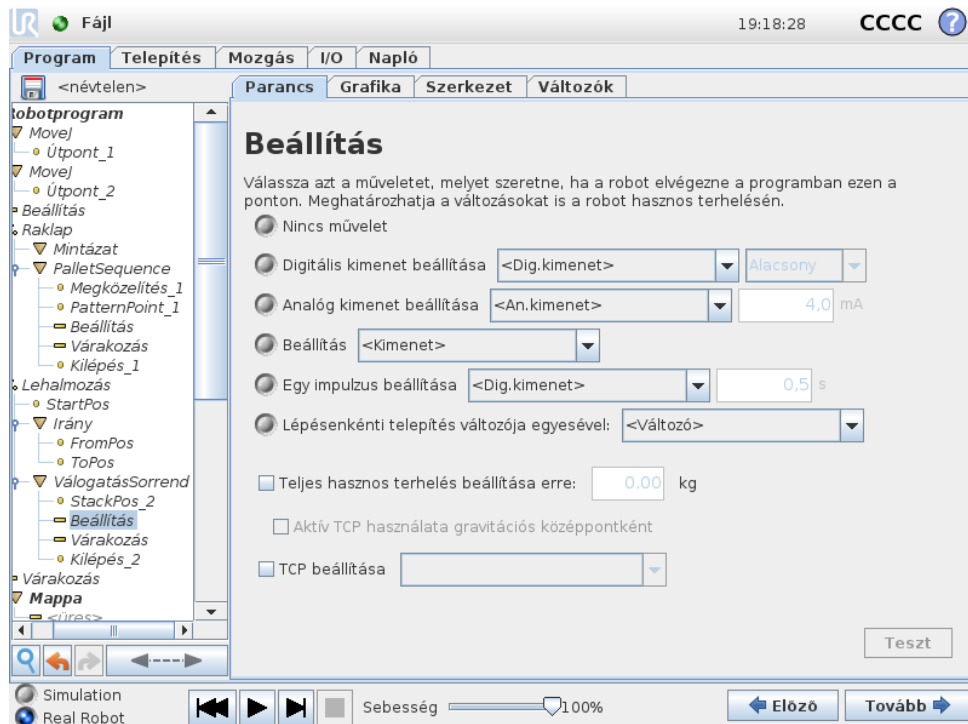 UR Fájl 19:18:28 CCCC ?
Program Telepítés Mozgás I/O Napló
<névtelen>
Parancs Grafika Szerkezet Változók
Robotprogram
MoveJ
Útpont_1
MoveJ
Útpont_2
Beállítás
Raklap
Mintázat
PalletSequence
Megközelítés_1
PatternPoint_1
Beállítás
Várakozás
Kilépés_1
Lehalmozás
StartPos
Irány
FromPos
ToPos
VálogatásSorrend
StackPos_2
Beállítás
Várakozás
Kilépés_2
Várakozás
Mappa
<üres>
Beállítás
Válassza azt a műveletet, melyet szeretne, ha a robot elvégezne a programban ezen a
ponton. Meghatározhatja a változásokat is a robot hasznos terhelésén.
Nincs művelet
Digitális kimenet beállítása <Dig.kimenet> Alacsony
Analóg kimenet beállítása <An.kimenet> 4,0 mA
Beállítás <Kimenet>
Egy impulzus beállítása <Dig.kimenet> 0,5 s
Lépésenkénti telepítés változója egyesével: <Változó>
Teljes hasznos terhelés beállítása erre: 0.00 kg
Aktív TCP használata gravitációs középpontként
TCP beállítása
Teszt
Simulation
Real Robot
Sebesség 100%
Előző Tovább